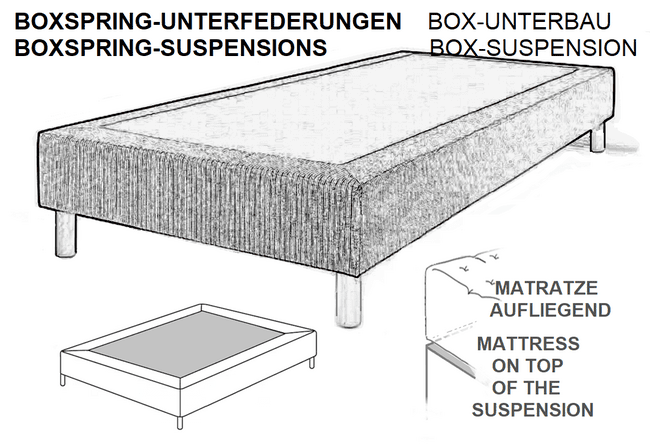 BOXSPRING-UNTERFEDERUNGEN BOX-UNTERBAU
BOXSPRING-SUSPENSIONS BOX-SUSPENSION
MATRATZE
AUFLIEGEND
MATTRESS
ON TOP
OF THE
SUSPENSION